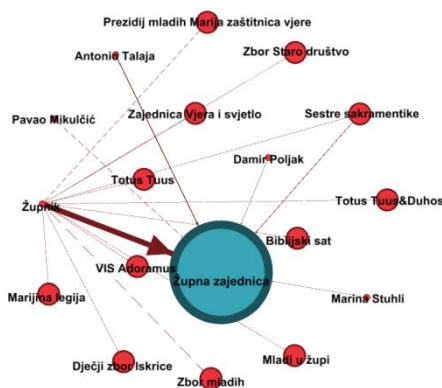 Prezidij mladih Marija zaštitnica vjere
Antonio Talaja
Zbor Staro društvo
Pavao Mikulčić
Zajednica Vjera i svjetlo
Sestre sakramentike
Damir Poljak
Totus Tuus
Totus Tuus&Duhos
Župnik
Biblijski sat
VIS Adoramus
Župna zajednica
Marijina legija
Marina Stuhli
Dječji zbor Iskrice
Mladi u župi
Zbor mladih